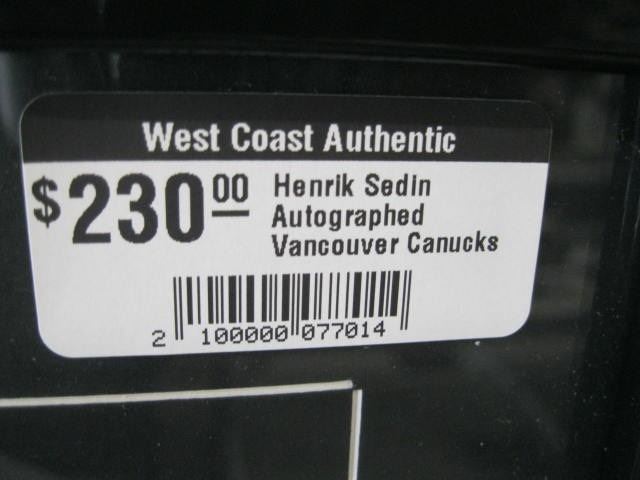 West Coast Authentic
$230.00 Henrik Sedin
Autographed
Vancouver Canucks
2 100000 077014